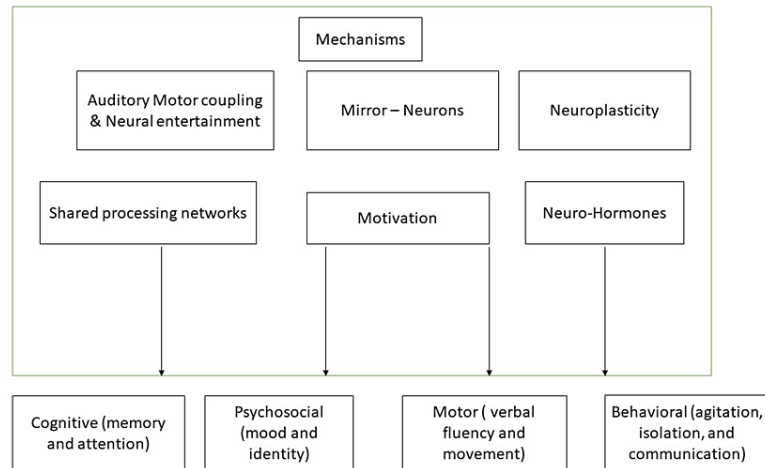 Mechanisms
Auditory Motor coupling
& Neural entertainment
Mirror – Neurons
Neuroplasticity
Shared processing networks
Motivation
Neuro-Hormones
Cognitive (memory
and attention)
Psychosocial
(mood and
identity)
Motor ( verbal
fluency and
movement)
Behavioral (agitation,
isolation, and
communication)